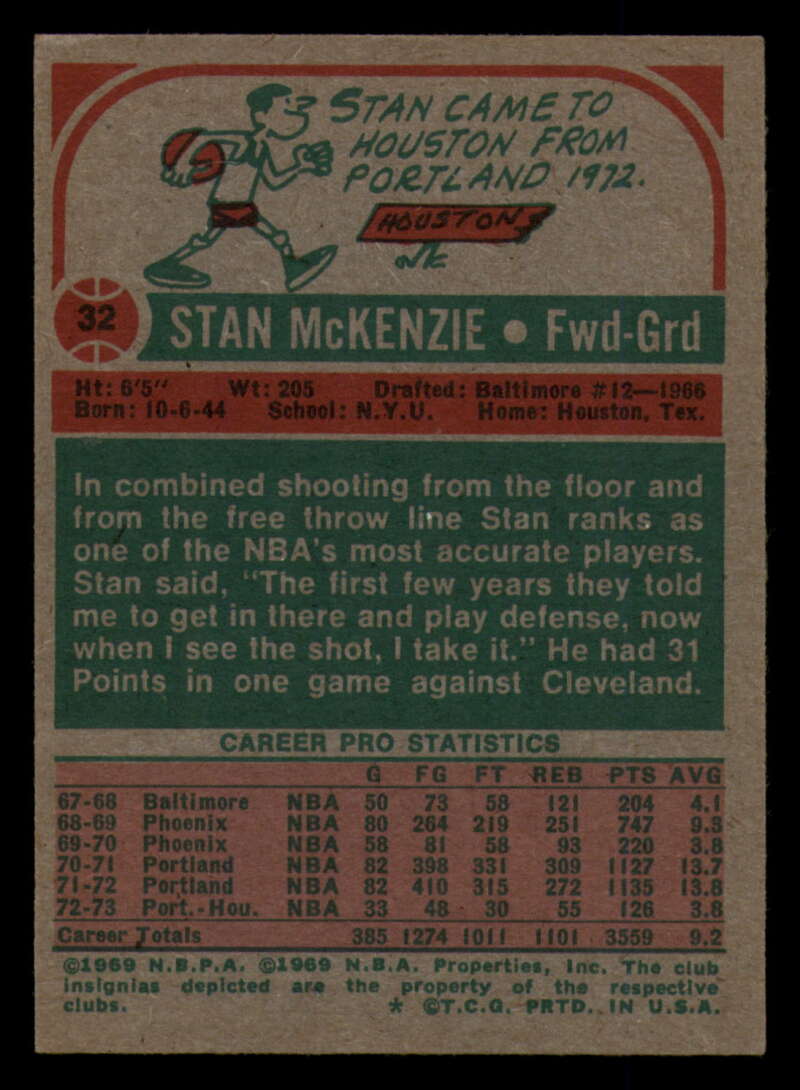 STAN CAME TO
HOUSTON FROM
PORTLAND 1972.
HOUSTON
32
STAN McKENZIE • Fwd-Grd
Ht: 6'5" Wt: 205 Drafted: Baltimore #12—1966
Born: 10-6-44 School: N.Y.U. Home: Houston, Tex.
In combined shooting from the floor and
from the free throw line Stan ranks as
one of the NBA's most accurate players.
Stan said, "The first few years they told
me to get in there and play defense, now
when I see the shot, I take it." He had 31
Points in one game against Cleveland.
CAREER PRO STATISTICS
G FG FT REB PTS AVG
67-68 Baltimore NBA 50 73 58 121 204 4.1
68-69 Phoenix NBA 80 264 219 251 747 9.3
69-70 Phoenix NBA 58 81 58 93 220 3.8
70-71 Portland NBA 82 398 331 309 1127 13.7
71-72 Portland NBA 82 410 315 272 1135 13.8
72-73 Port.-Hou. NBA 33 48 30 55 126 3.8
Career Totals 385 1274 1011 1101 3559 9.2
©1969 N.B.P.A. ©1969 N.B.A. Properties, Inc. The club
insignias depicted are the property of the respective
clubs. * ©T.C.G. PRTD. IN U.S.A.